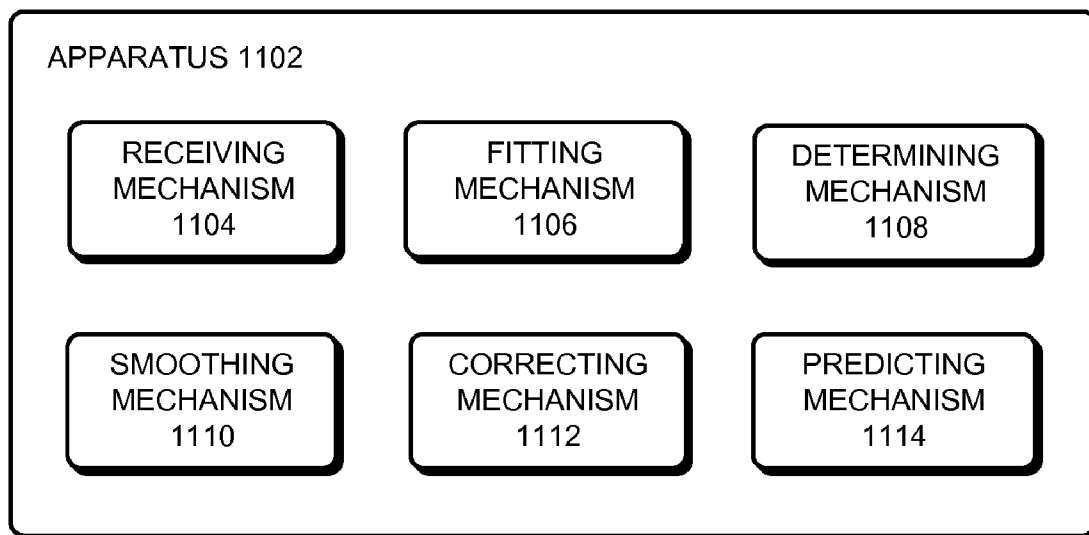 APPARATUS 1102
RECEIVING
MECHANISM
1104
FITTING
MECHANISM
1106
DETERMINING
MECHANISM
1108
SMOOTHING
MECHANISM
1110
CORRECTING
MECHANISM
1112
PREDICTING
MECHANISM
1114